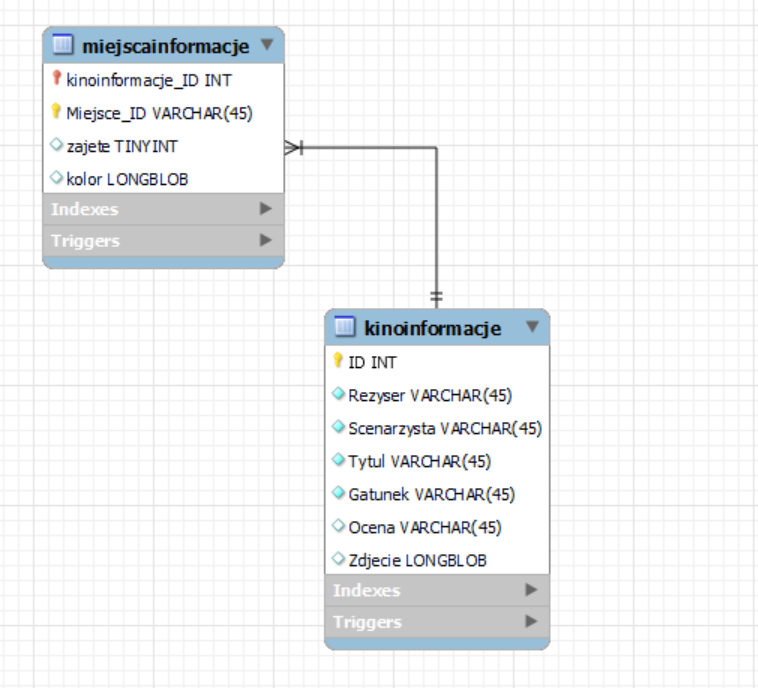 miejscainformacje
kinoinformacje_ID INT
Miejsce_ID VARCHAR(45)
zajete TINYINT
kolor LONGBLOB
Indexes
Triggers
kinoinformacje
ID INT
Rezyser VARCHAR(45)
Scenarzysta VARCHAR(45)
Tytul VARCHAR(45)
Gatunek VARCHAR(45)
Ocena VARCHAR(45)
Zdjecie LONGBLOB
Indexes
Triggers